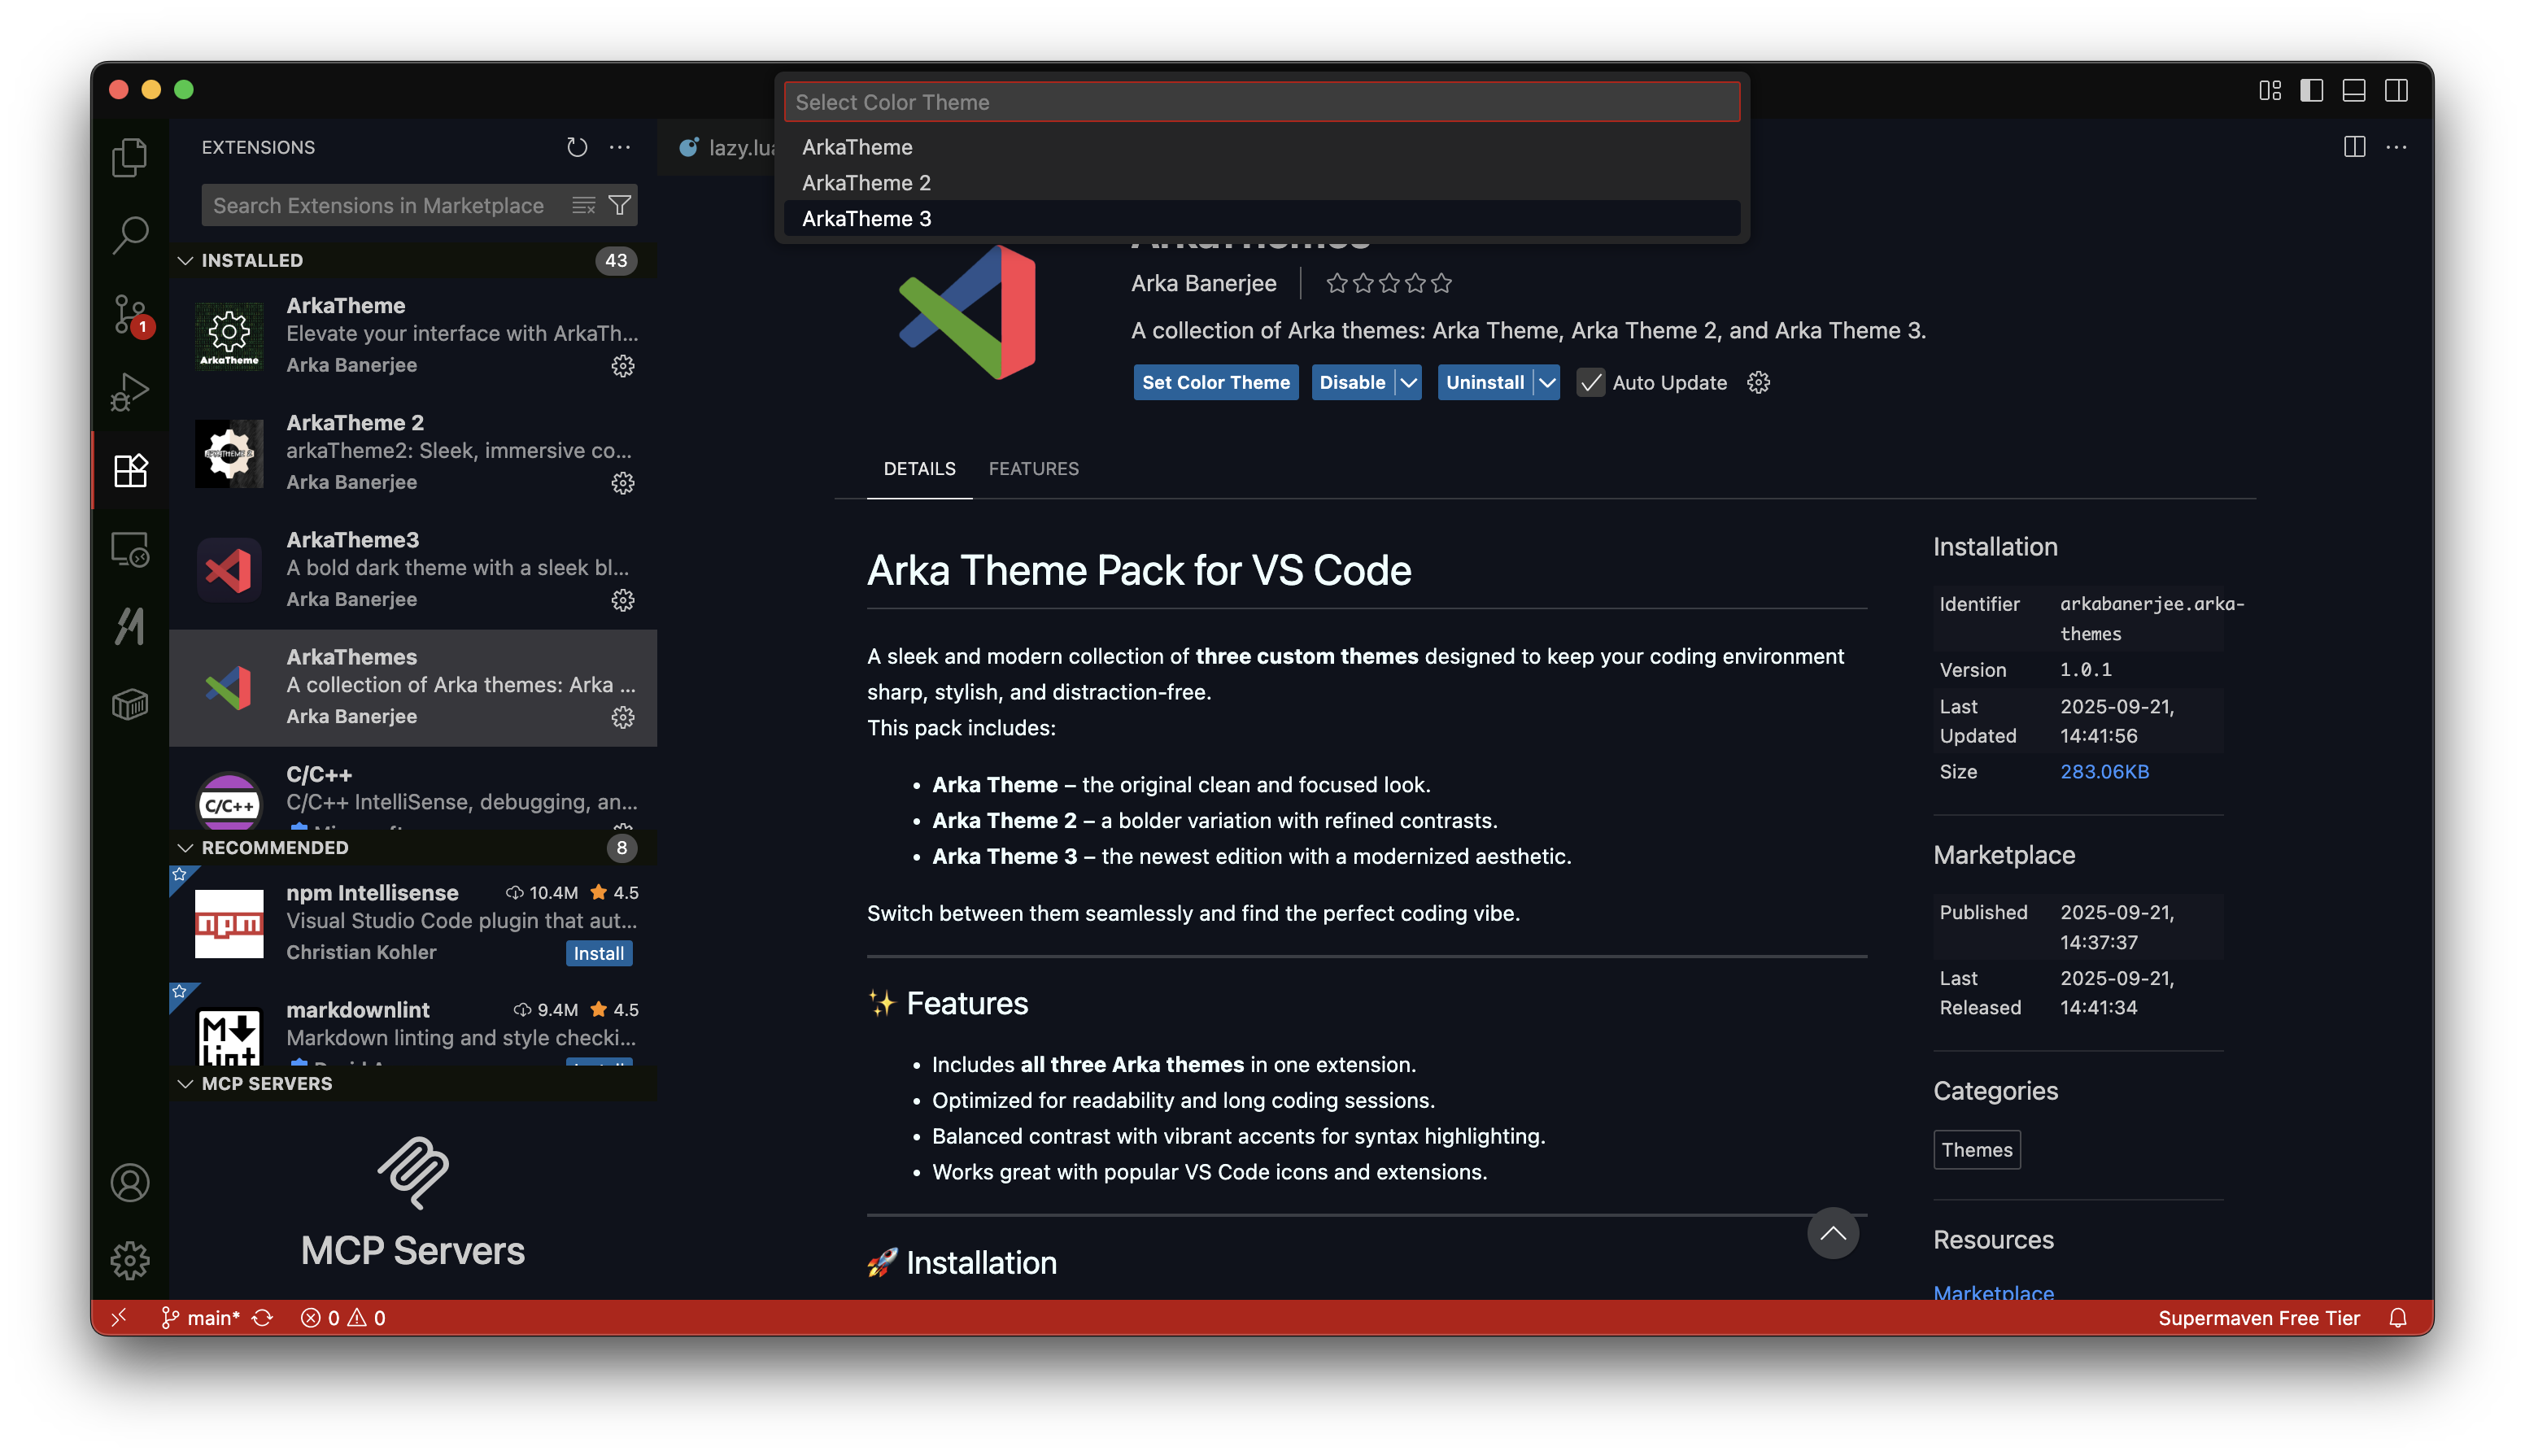 Select Color Theme
ArkaTheme
ArkaTheme 2
ArkaTheme 3
EXTENSIONS
Search Extensions in Marketplace
INSTALLED 43
ArkaTheme
Elevate your interface with ArkaTh...
Arka Banerjee
ArkaTheme
ArkaTheme 2
arkaTheme2: Sleek, immersive co...
Arka Banerjee
ArkaTheme3
A bold dark theme with a sleek bl...
Arka Banerjee
ArkaThemes
A collection of Arka themes: Arka ...
Arka Banerjee
C/C++
C/C++ IntelliSense, debugging, an...
C/C++
RECOMMENDED 8
npm Intellisense 10.4M 4.5
Visual Studio Code plugin that aut...
Christian Kohler Install
npm
markdownlint 9.4M 4.5
Markdown linting and style checki...
M
lint
MCP SERVERS
MCP Servers
1
lazy.lua
ArkaThemes
Arka Banerjee
A collection of Arka themes: Arka Theme, Arka Theme 2, and Arka Theme 3.
Set Color Theme Disable Uninstall Auto Update
DETAILS FEATURES
Arka Theme Pack for VS Code
A sleek and modern collection of three custom themes designed to keep your coding environment
sharp, stylish, and distraction-free.
This pack includes:
• Arka Theme – the original clean and focused look.
• Arka Theme 2 – a bolder variation with refined contrasts.
• Arka Theme 3 – the newest edition with a modernized aesthetic.
Switch between them seamlessly and find the perfect coding vibe.
✨ Features
• Includes all three Arka themes in one extension.
• Optimized for readability and long coding sessions.
• Balanced contrast with vibrant accents for syntax highlighting.
• Works great with popular VS Code icons and extensions.
🚀 Installation
Installation
Identifier arkabanerjee.arka-
themes
Version 1.0.1
Last 2025-09-21,
Updated 14:41:56
Size 283.06KB
Marketplace
Published 2025-09-21,
14:37:37
Last 2025-09-21,
Released 14:41:34
Categories
Themes
Resources
Marketplace
main* 0 0
Supermaven Free Tier